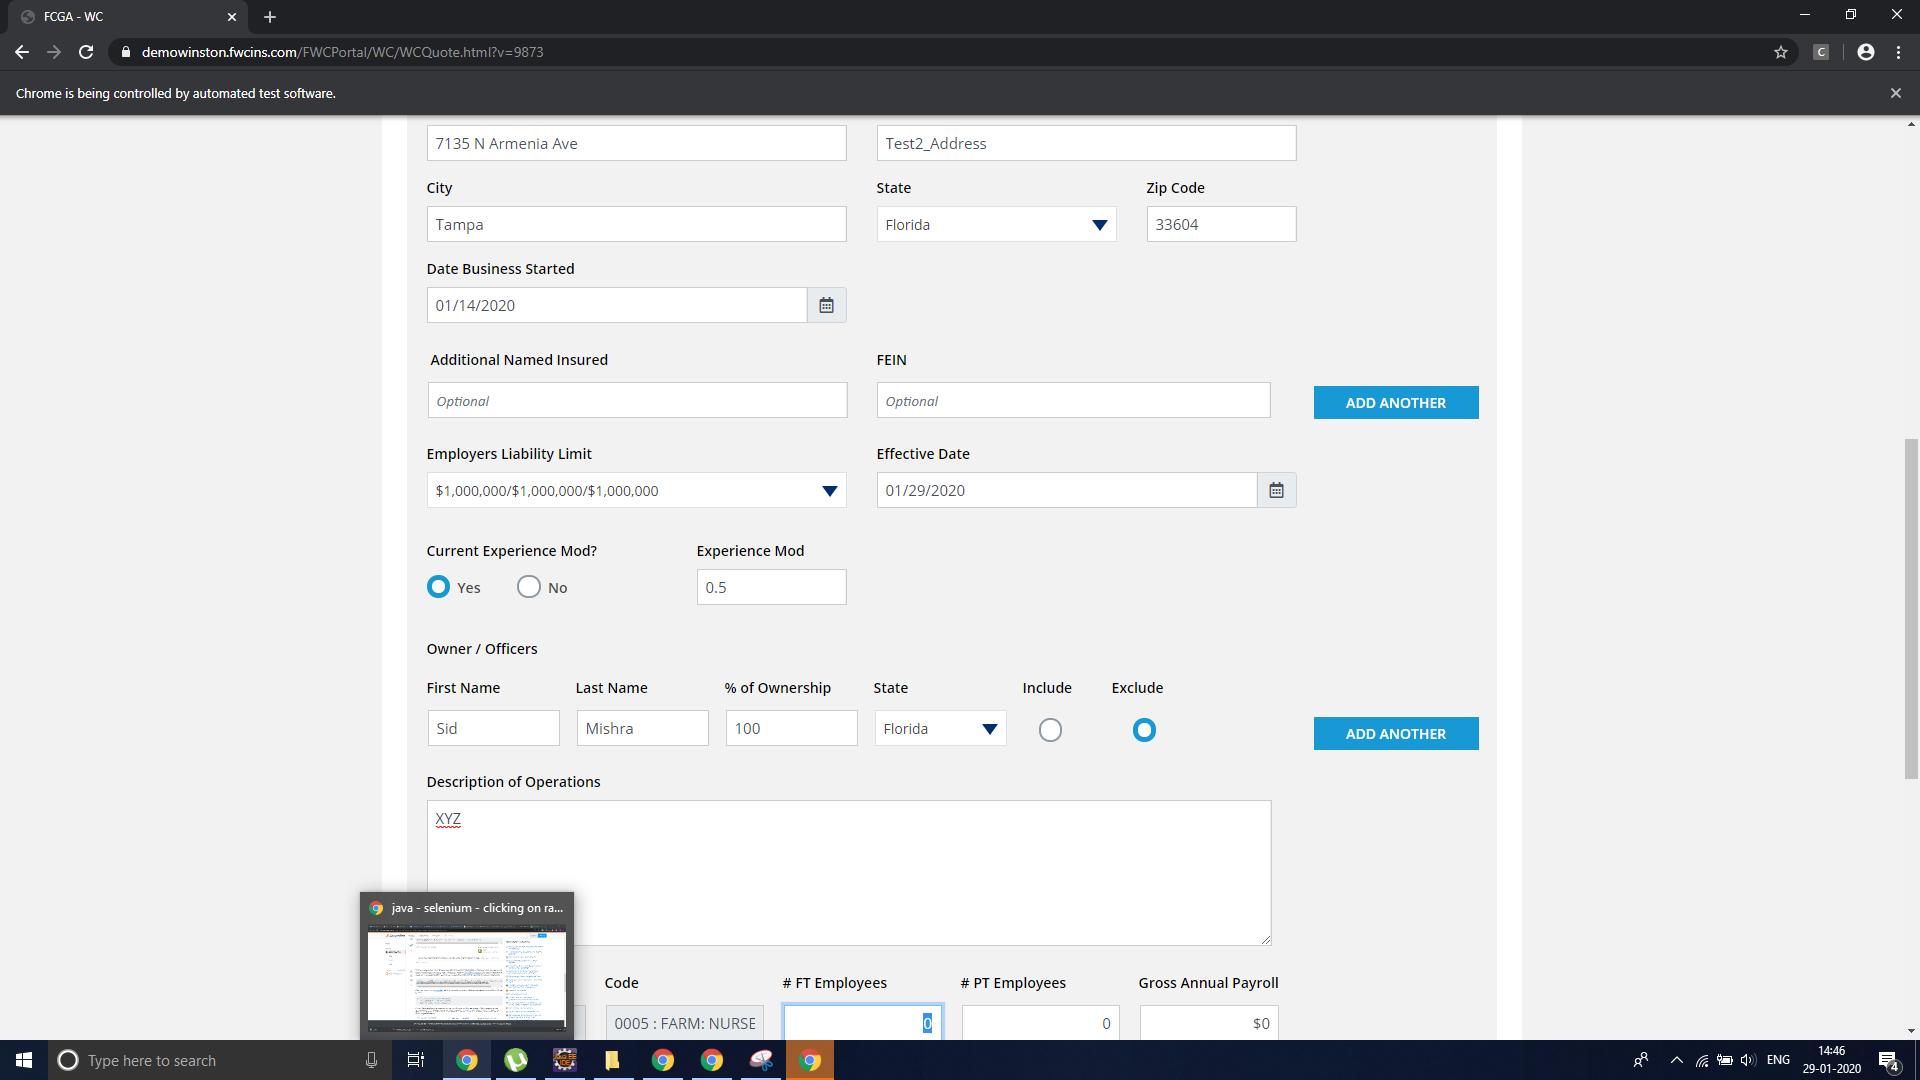 FCGA - WC
demowinston.fwcins.com/FWCPortal/WC/WCQuote.html?v=9873
C
Chrome is being controlled by automated test software.
7135 N Armenia Ave
Test2_Address
City
State
Zip Code
Tampa
Florida
33604
Date Business Started
01/14/2020
Additional Named Insured
FEIN
Optional
Optional
ADD ANOTHER
Employers Liability Limit
Effective Date
$1,000,000/$1,000,000/$1,000,000
01/29/2020
Current Experience Mod?
Experience Mod
Yes
No
0.5
Owner / Officers
First Name
Last Name
% of Ownership
State
Include
Exclude
Sid
Mishra
100
Florida
ADD ANOTHER
Description of Operations
XYZ
java - selenium - clicking on ra...
Code
# FT Employees
# PT Employees
Gross Annual Payroll
0005 : FARM: NURSE
0
0
$0
Type here to search
ENG
14:46
29-01-2020
4